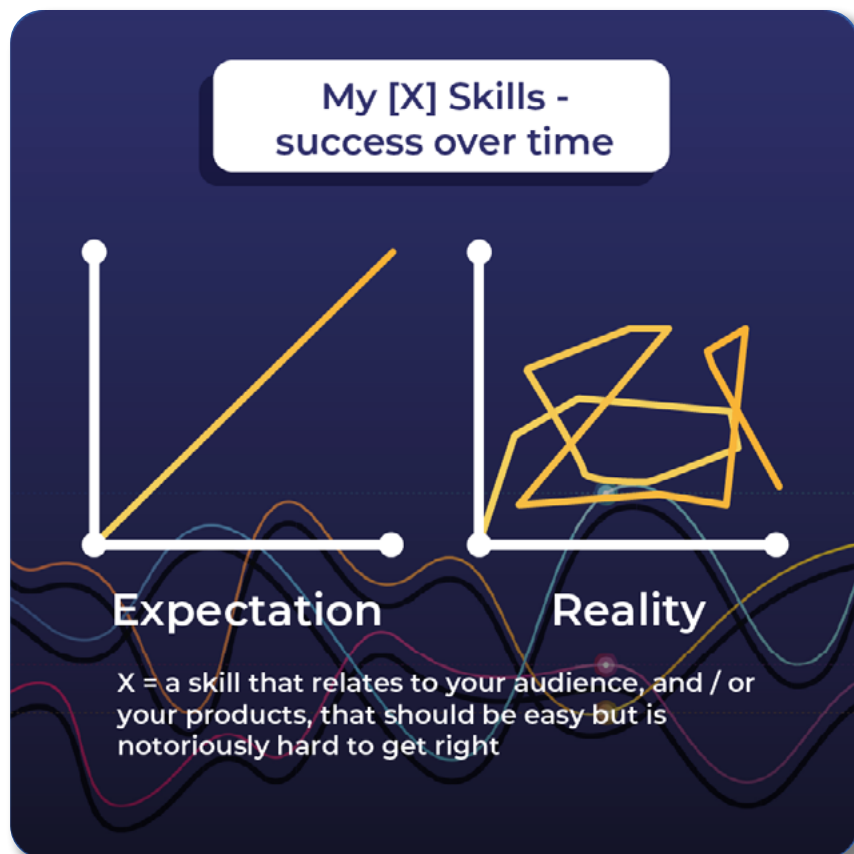 My [X] Skills -
success over time
Expectation
Reality
X = a skill that relates to your audience, and / or
your products, that should be easy but is
notoriously hard to get right